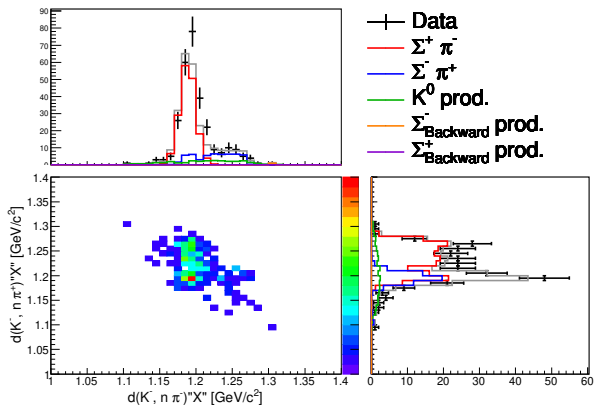 90
80
70
60
50
40
30
20
10
0
Data
Σ⁺ π⁻
Σ⁻ π⁺
K⁰ prod.
Σ⁻Backward prod.
Σ⁺Backward prod.
d(K⁻, n π⁺)"X" [GeV/c²]
1.4
1.35
1.3
1.25
1.2
1.15
1.1
1.05
1
1 1.05 1.1 1.15 1.2 1.25 1.3 1.35 1.4
d(K⁻, n π⁻)"X" [GeV/c²]
0 10 20 30 40 50 60